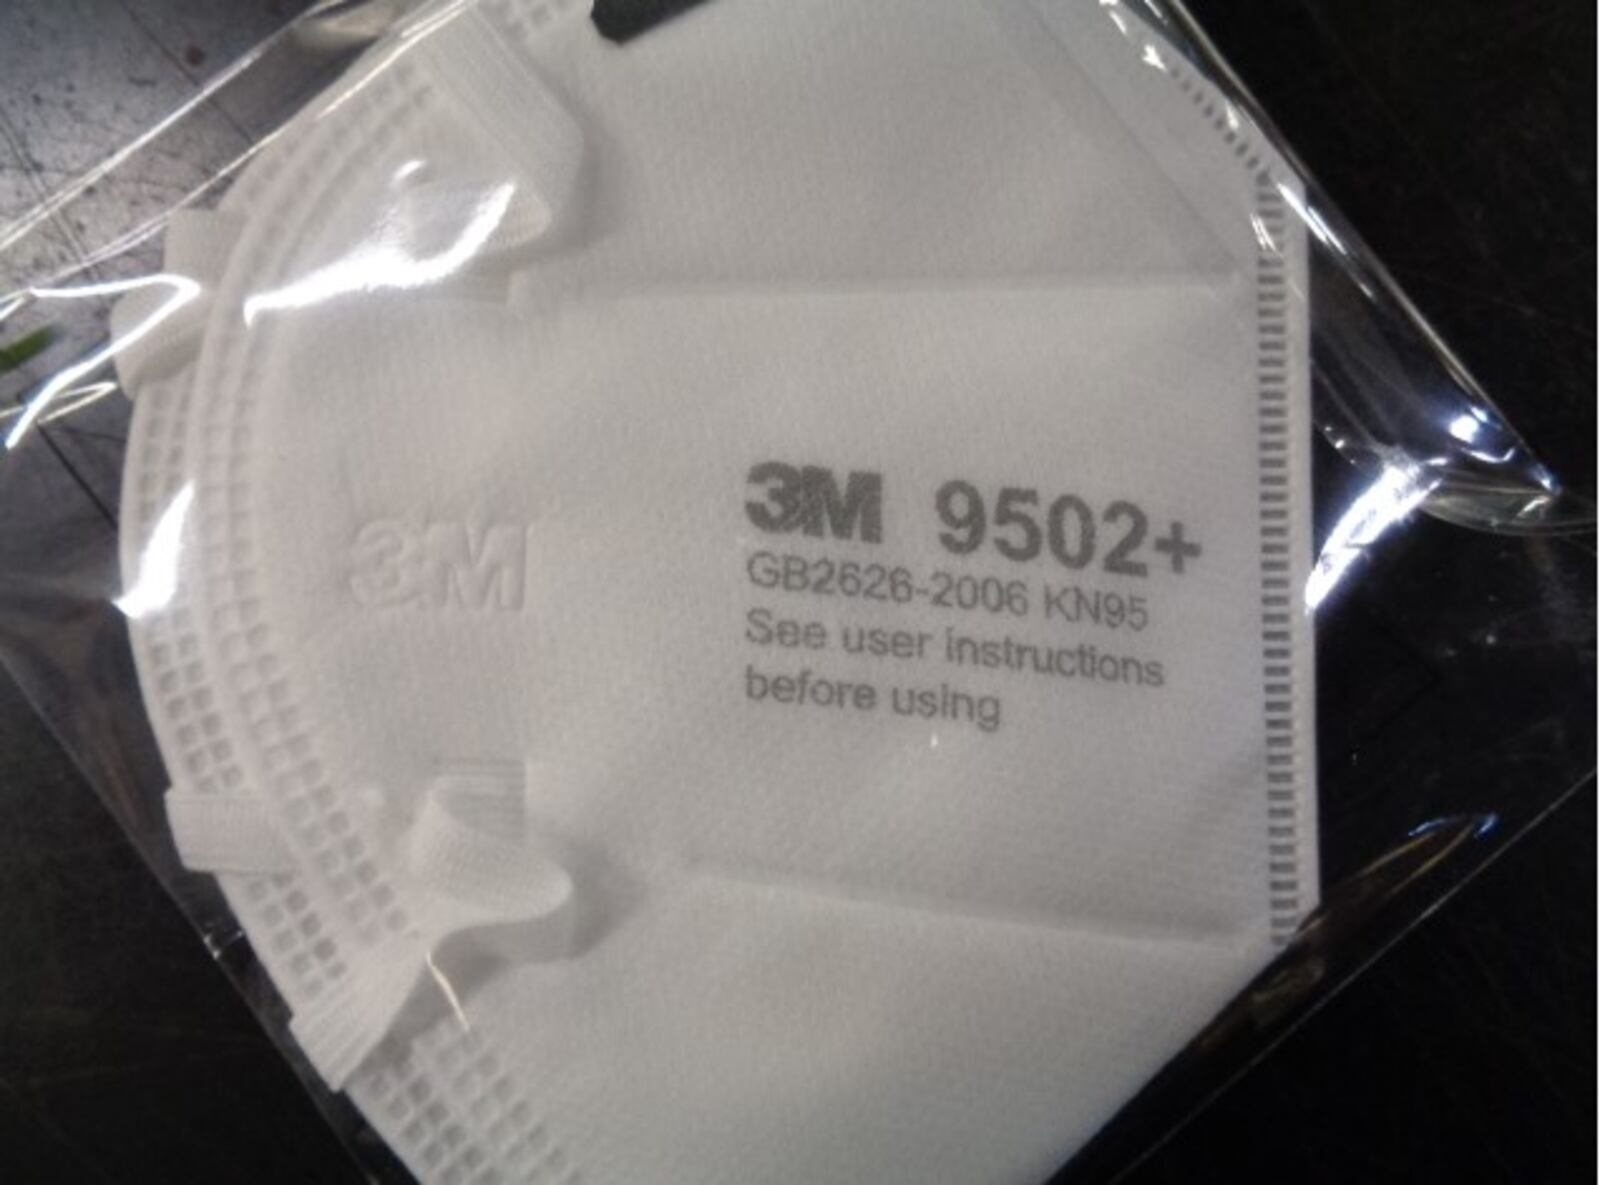 3M
3M 9502+
GB2626-2006 KN95
See user instructions
before using